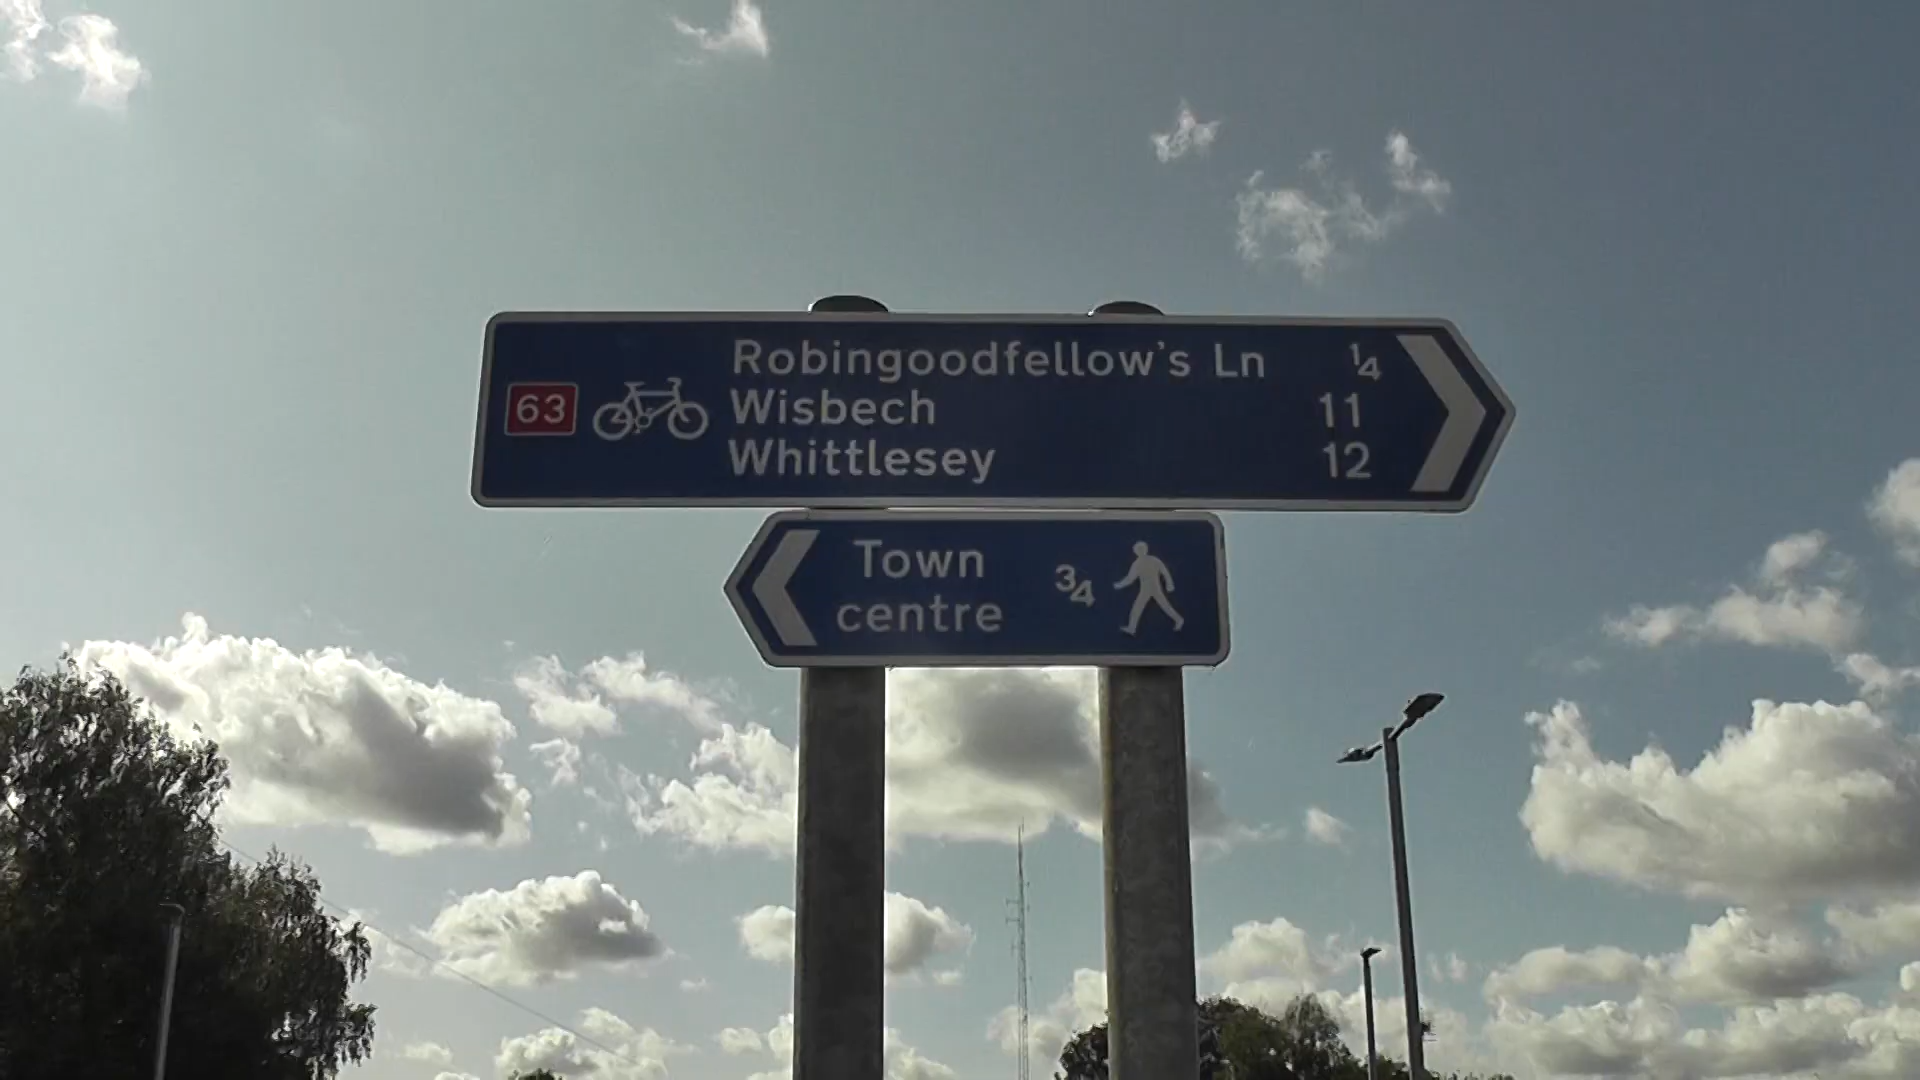 63
Robingoodfellow's Ln 1/4
Wisbech 11
Whittlesey 12
Town
centre
3/4